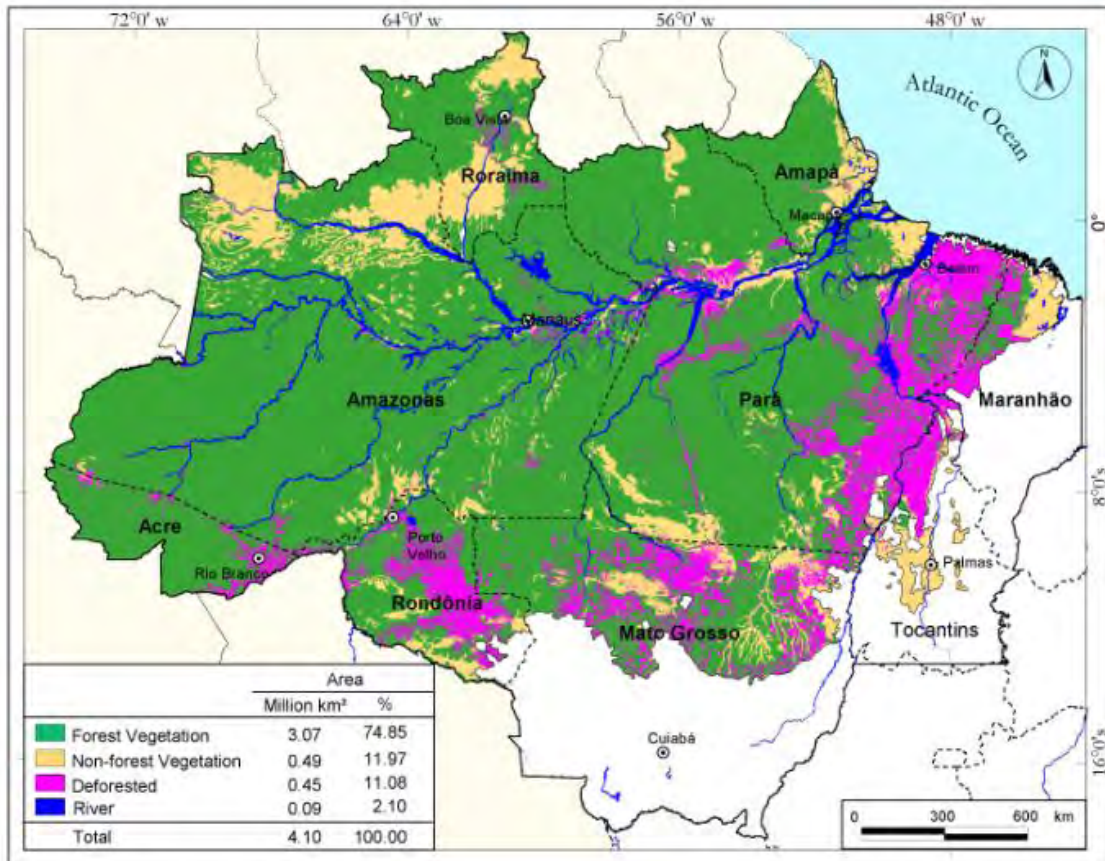 72°0' w 64°0' w 56°0' w 48°0' w
N
Atlantic Ocean
Boa Vista
Roraima
Amapá
Macapá
0°
Belém
Manaus
Amazonas
Pará
Maranhão
8°0's
Acre
Porto
Velho
Rio Branco
Palmas
Rondônia
Mato Grosso
Tocantins
Cuiabá
16°0's
Area
Million km² %
Forest Vegetation 3.07 74.85
Non-forest Vegetation 0.49 11.97
Deforested 0.45 11.08
River 0.09 2.10
Total 4.10 100.00
0 300 600 km